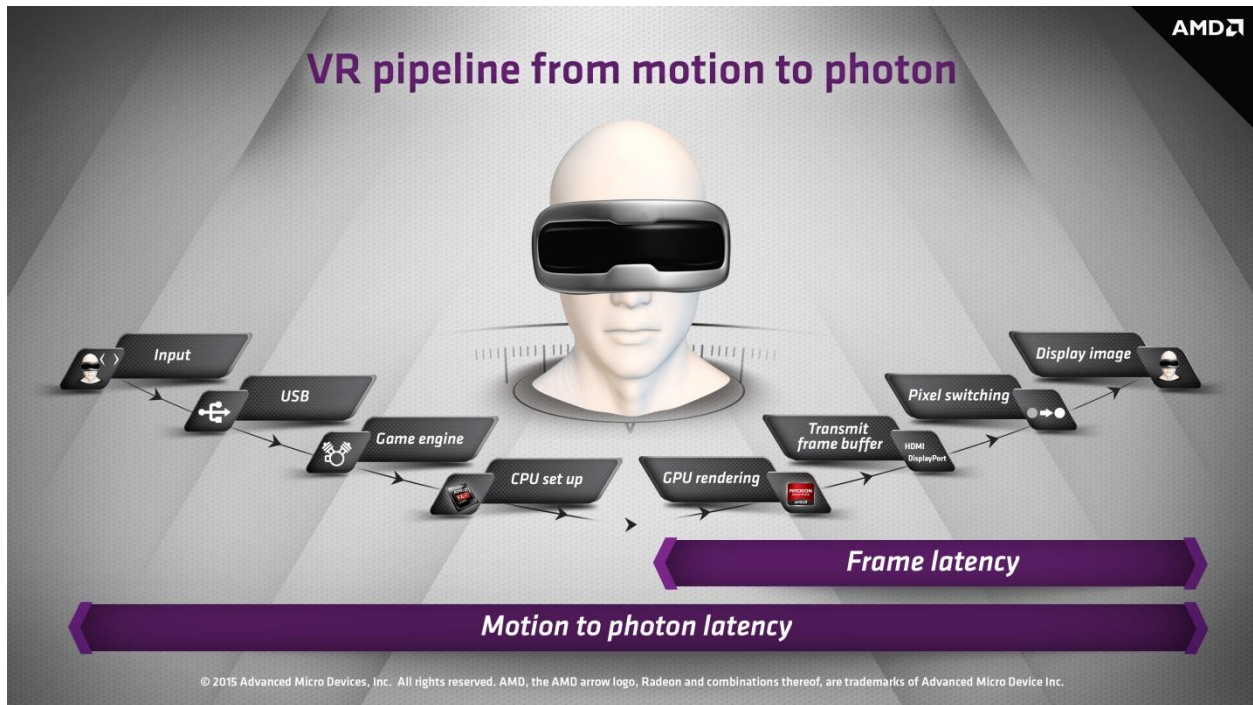 AMD
VR pipeline from motion to photon
Input
USB
Game engine
CPU set up
GPU rendering
RADEON
AMD
Transmit
frame buffer
HDMI
DisplayPort
Pixel switching
Display image
Frame latency
Motion to photon latency
© 2015 Advanced Micro Devices, Inc. All rights reserved. AMD, the AMD arrow logo, Radeon and combinations thereof, are trademarks of Advanced Micro Device Inc.